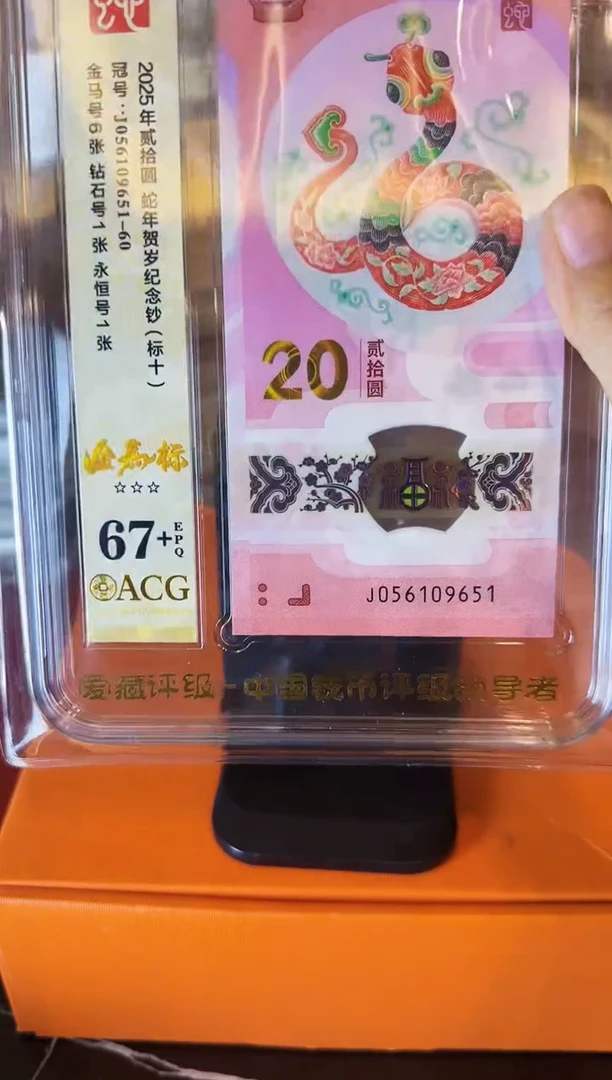 2025年贰拾圆 蛇年贺岁纪念钞(标十)
冠号:J056109651-60
金马号6张 钻石号1张 永恒号1张
☆☆☆
67+EPQ
ACG
20
贰拾圆
J056109651
爱藏评级-中国钱币评级领导者